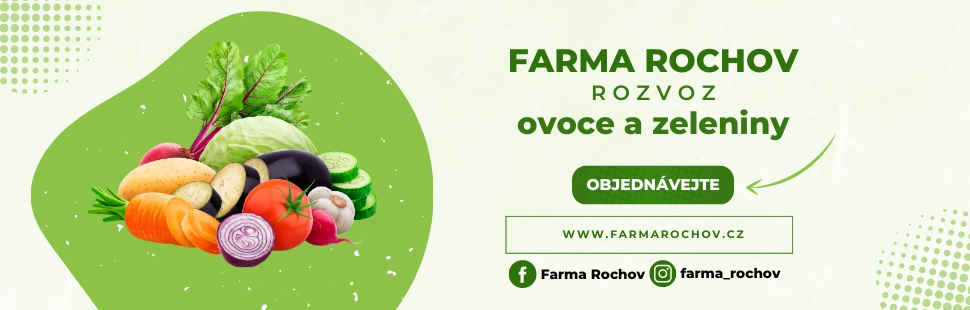 FARMA ROCHOV
ROZVOZ
ovoce a zeleniny
OBJEDNÁVEJTE
WWW.FARMAROCHOV.CZ
Farma Rochov farma_rochov